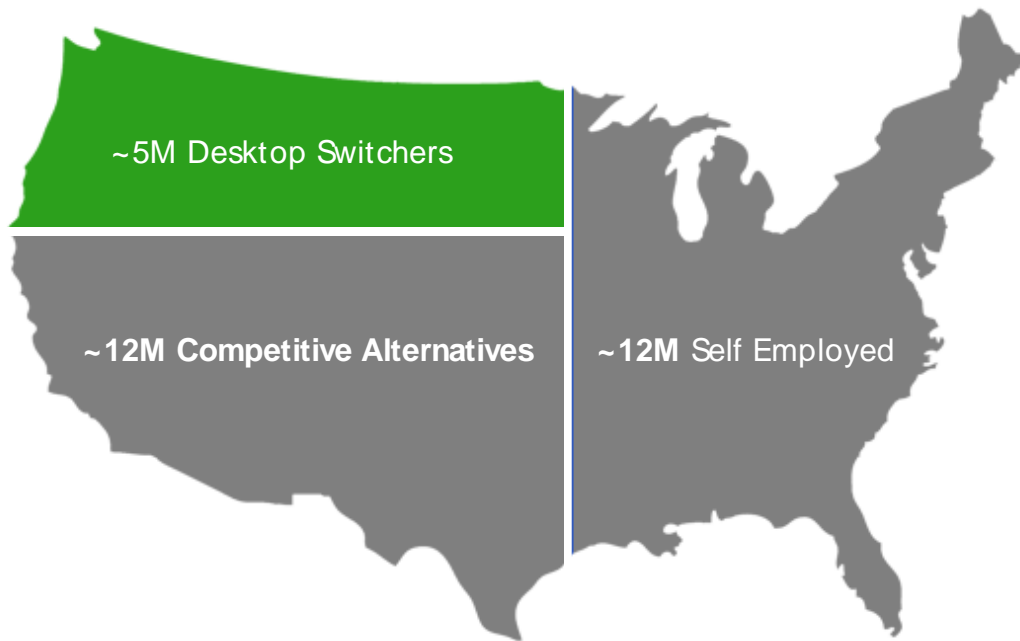 ~5M Desktop Switchers
~12M Competitive Alternatives
~12M Self Employed